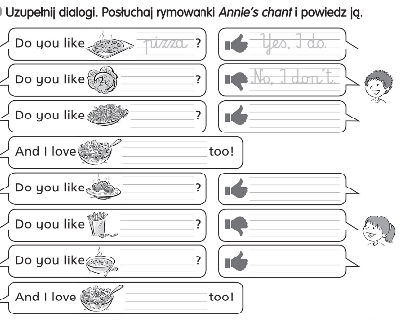 Uzupełnij dialogi. Posłuchaj rymowanki Annie's chant i powiedz ją.
Do you like pizza ? Yes, I do.
Do you like ? No, I don't.
Do you like ?
And I love too!
Do you like ?
Do you like ?
Do you like ?
And I love too!